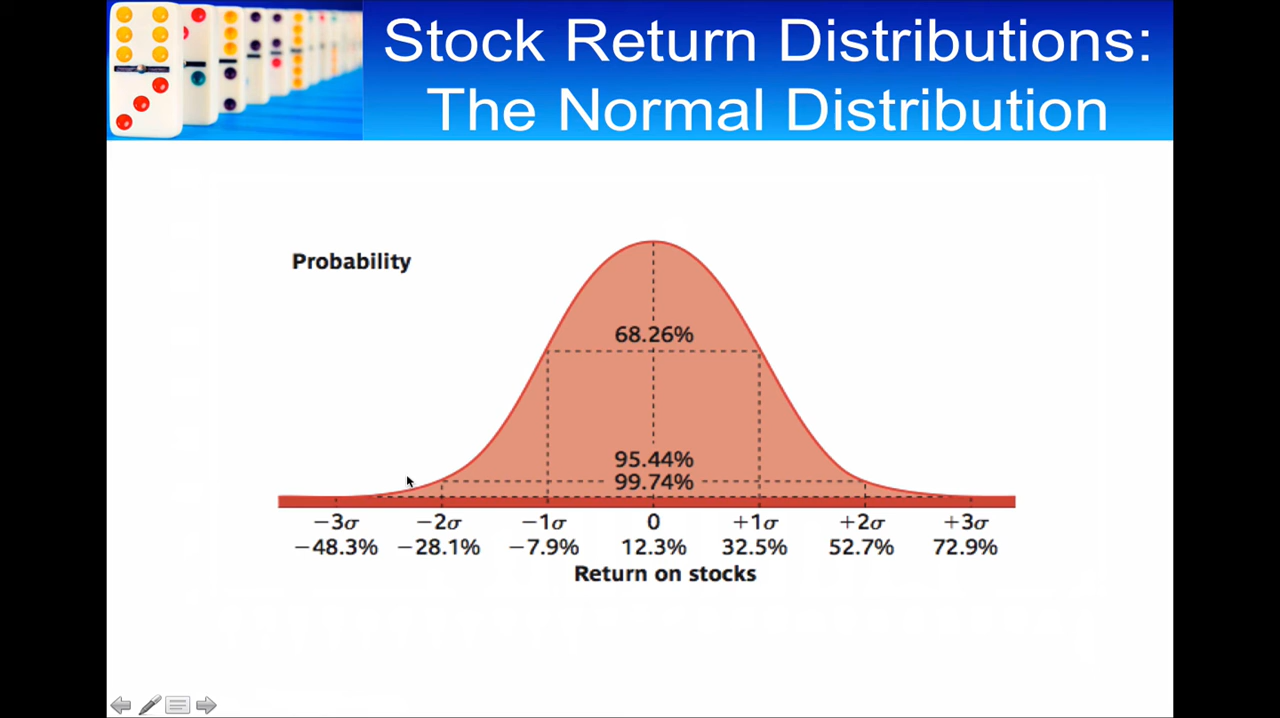 Stock Return Distributions:
The Normal Distribution
Probability
68.26%
95.44%
99.74%
−3σ −2σ −1σ 0 +1σ +2σ +3σ
−48.3% −28.1% −7.9% 12.3% 32.5% 52.7% 72.9%
Return on stocks